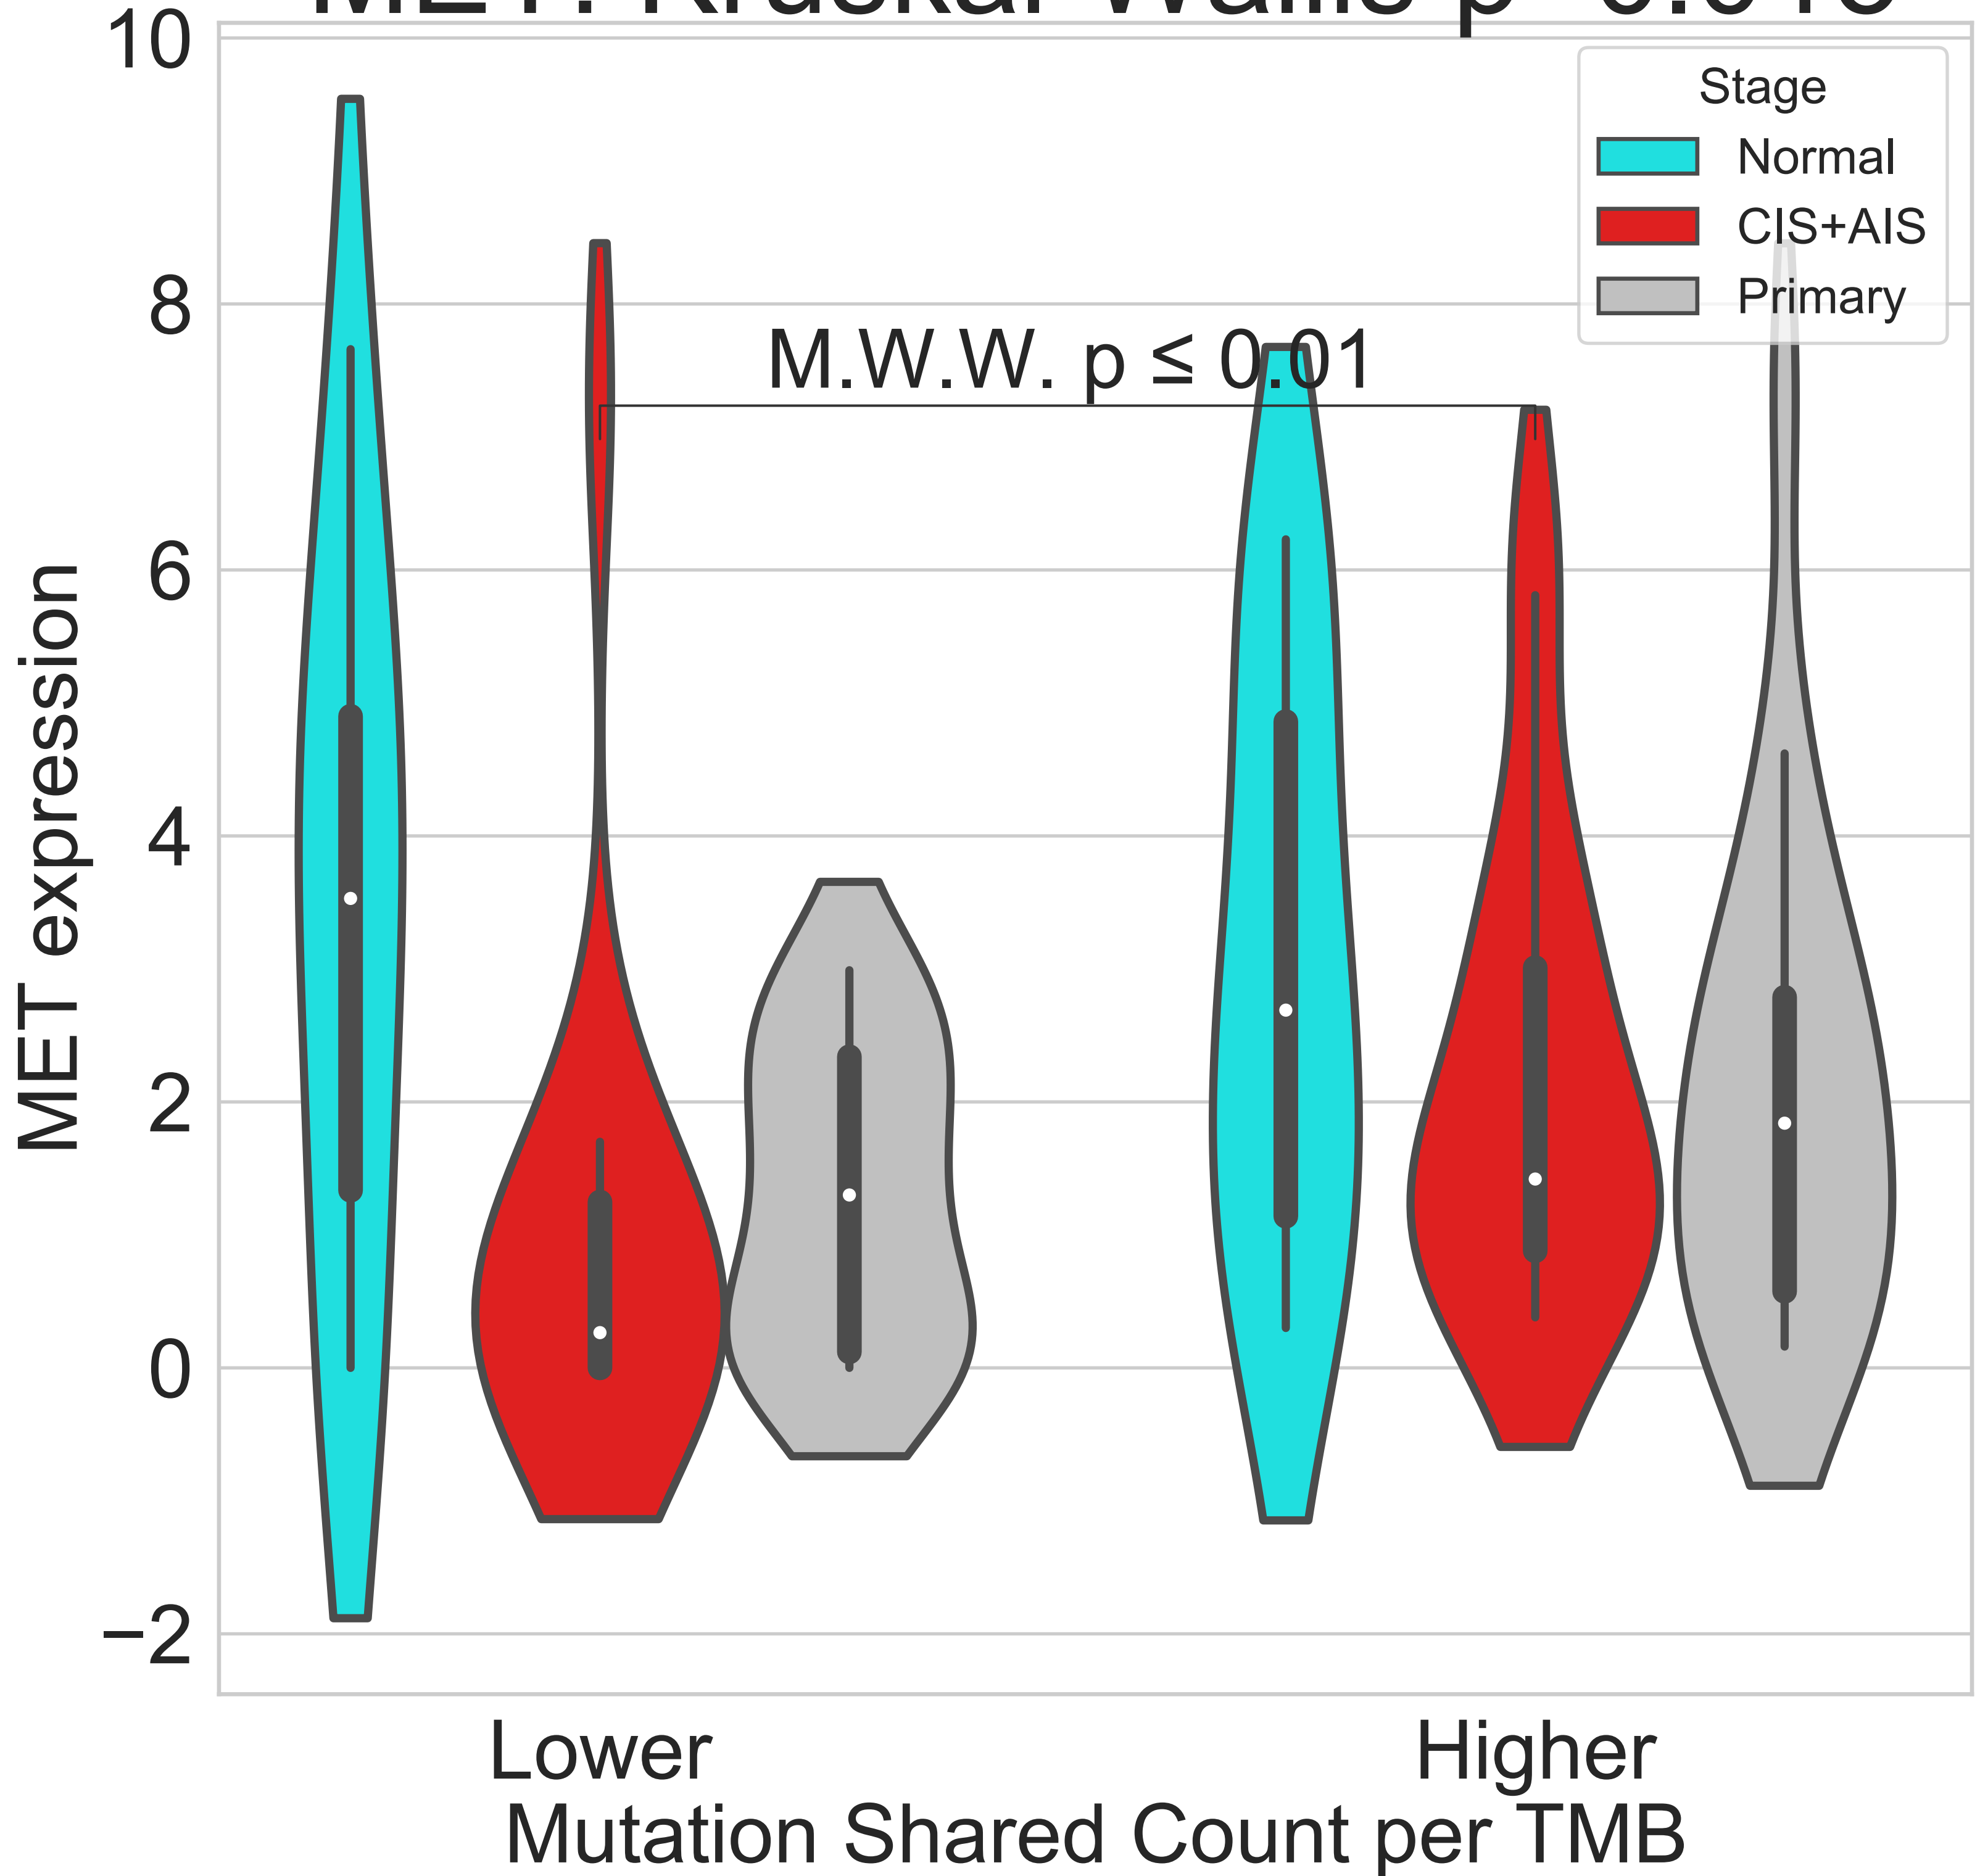 10
Stage
Normal
CIS+AIS
Primary
8
M.W.W. p ≤ 0.01
6
4
2
0
−2
MET expression
Lower
Higher
Mutation Shared Count per TMB